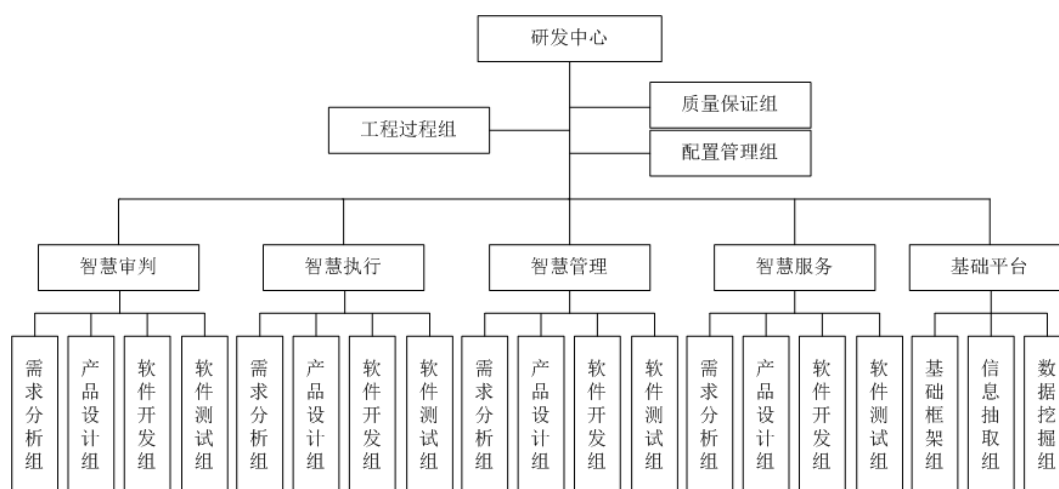 研发中心
质量保证组
工程过程组
配置管理组
智慧审判
智慧执行
智慧管理
智慧服务
基础平台
需求分析组
产品设计组
软件开发组
软件测试组
需求分析组
产品设计组
软件开发组
软件测试组
需求分析组
产品设计组
软件开发组
软件测试组
需求分析组
产品设计组
软件开发组
软件测试组
基础框架组
信息抽取组
数据挖掘组